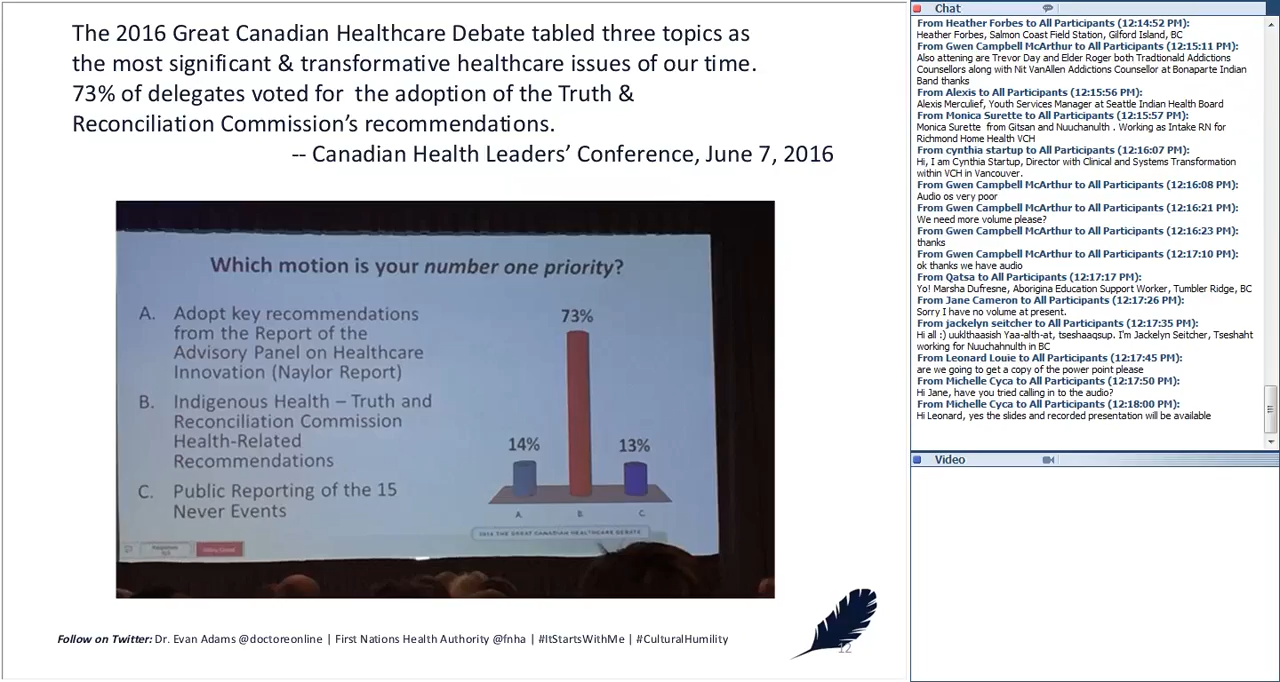 The 2016 Great Canadian Healthcare Debate tabled three topics as
the most significant & transformative healthcare issues of our time.
73% of delegates voted for the adoption of the Truth &
Reconciliation Commission's recommendations.
-- Canadian Health Leaders' Conference, June 7, 2016
Which motion is your number one priority?
A. Adopt key recommendations
from the Report of the
Advisory Panel on Healthcare
Innovation (Naylor Report)
B. Indigenous Health – Truth and
Reconciliation Commission
Health-Related
Recommendations
C. Public Reporting of the 15
Never Events
73%
14%
13%
A.
B.
C.
2016 THE GREAT CANADIAN HEALTHCARE DEBATE
Follow on Twitter: Dr. Evan Adams @doctoreonline | First Nations Health Authority @fnha | #ItStartsWithMe | #CulturalHumility
12
Chat
From Heather Forbes to All Participants (12:14:52 PM):
Heather Forbes, Salmon Coast Field Station, Gilford Island, BC
From Gwen Campbell McArthur to All Participants (12:15:11 PM):
Also attening are Trevor Day and Elder Roger both Tradtionald Addictions
Counsellors along with Nit VanAllen Addictions Counsellor at Bonaparte Indian
Band thanks
From Alexis to All Participants (12:15:56 PM):
Alexis Merculief, Youth Services Manager at Seattle Indian Health Board
From Monica Surette to All Participants (12:15:57 PM):
Monica Surette from Gitsan and Nuuchanulth . Working as Intake RN for
Richmond Home Health VCH
From cynthia startup to All Participants (12:16:07 PM):
Hi, I am Cynthia Startup, Director with Clinical and Systems Transformation
within VCH in Vancouver.
From Gwen Campbell McArthur to All Participants (12:16:08 PM):
Audio os very poor
From Gwen Campbell McArthur to All Participants (12:16:21 PM):
We need more volume please?
From Gwen Campbell McArthur to All Participants (12:16:23 PM):
thanks
From Gwen Campbell McArthur to All Participants (12:17:10 PM):
ok thanks we have audio
From Qatsa to All Participants (12:17:17 PM):
Yo! Marsha Dufresne, Aborigina Education Support Worker, Tumbler Ridge, BC
From Jane Cameron to All Participants (12:17:26 PM):
Sorry I have no volume at present.
From jackelyn seitcher to All Participants (12:17:35 PM):
Hi all :) uuklthaasish Yaa-alth-at, tseshaaqsup. I'm Jackelyn Seitcher, Tseshaht
working for Nuuchahnulth in BC
From Leonard Louie to All Participants (12:17:45 PM):
are we going to get a copy of the power point please
From Michelle Cyca to All Participants (12:17:50 PM):
Hi Jane, have you tried calling in to the audio?
From Michelle Cyca to All Participants (12:18:00 PM):
Hi Leonard, yes the slides and recorded presentation will be available
Video